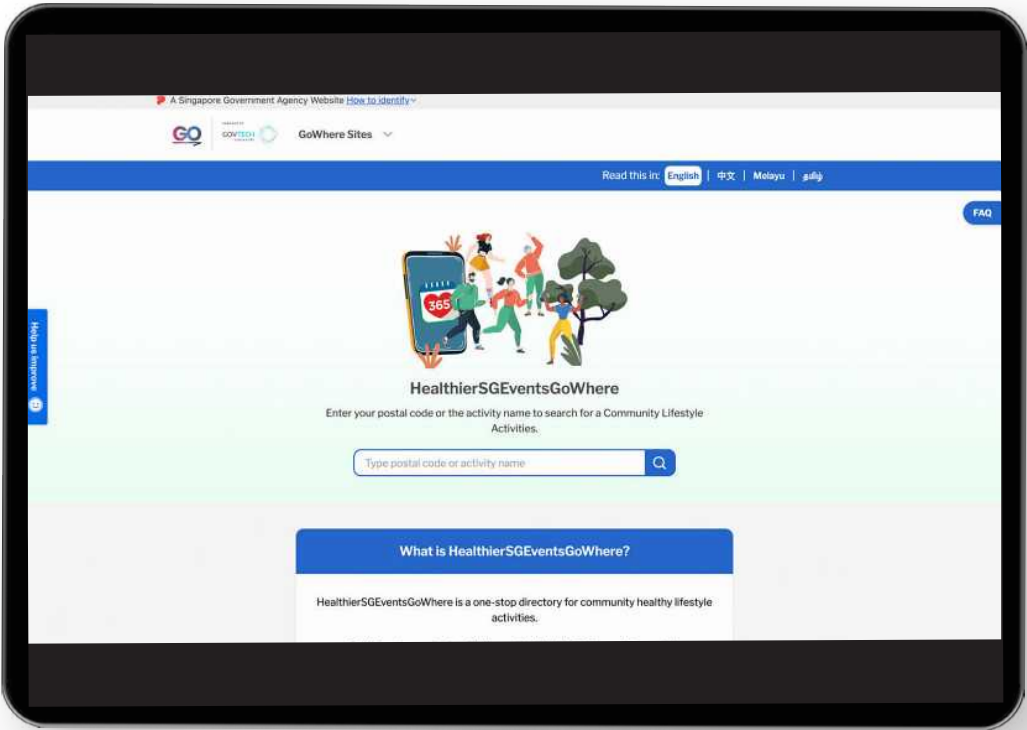 A Singapore Government Agency Website How to identify
GO
GOVTECH
GoWhere Sites
Read this in: English | 中文 | Melayu | தமிழ்
FAQ
365
Help us improve
HealthierSGEventsGoWhere
Enter your postal code or the activity name to search for a Community Lifestyle
Activities.
Type postal code or activity name
What is HealthierSGEventsGoWhere?
HealthierSGEventsGoWhere is a one-stop directory for community healthy lifestyle
activities.